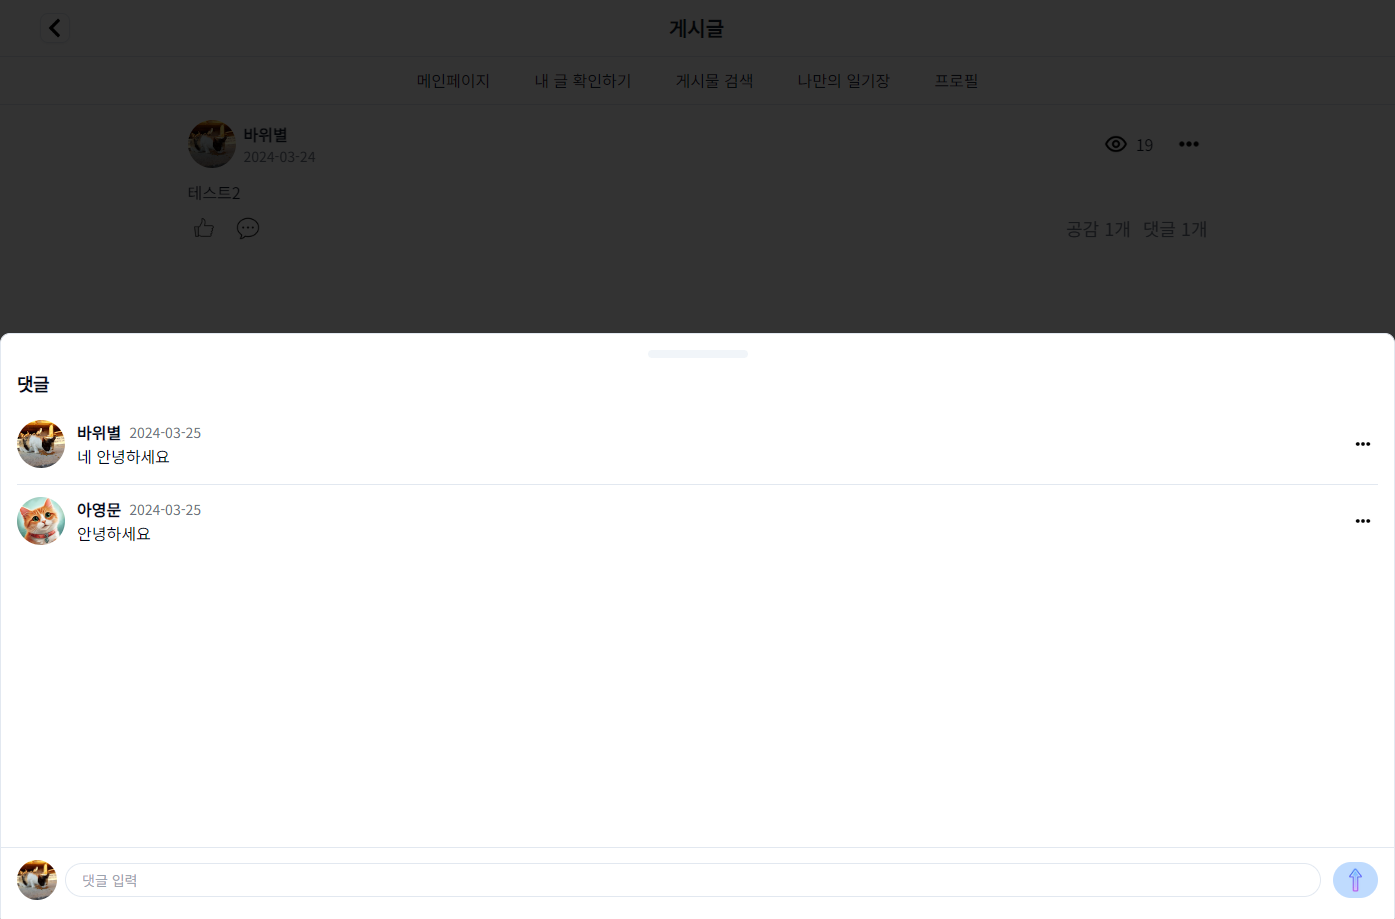 게시글
메인페이지 내 글 확인하기 게시물 검색 나만의 일기장 프로필
바위별
2024-03-24
19
테스트2
공감 1개 댓글 1개
댓글
바위별 2024-03-25
네 안녕하세요
아영문 2024-03-25
안녕하세요
댓글 입력